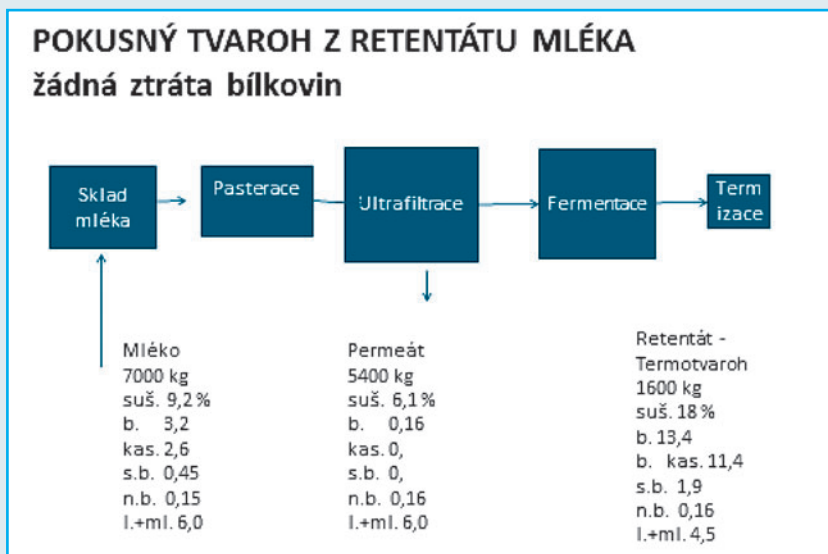 POKUSNÝ TVAROH Z RETENTÁTU MLÉKA
žádná ztráta bílkovin
Sklad
mléka
Pasterace
Ultrafiltrace
Fermentace
Term
izace
Mléko
7000 kg
suš. 9,2 %
b. 3,2
kas. 2,6
s.b. 0,45
n.b. 0,15
l.+ml. 6,0
Permeát
5400 kg
suš. 6,1 %
b. 0,16
kas. 0,
s.b. 0,
n.b. 0,16
l.+ml. 6,0
Retentát -
Termotvaroh
1600 kg
suš. 18 %
b. 13,4
b. kas. 11,4
s.b. 1,9
n.b. 0,16
l.+ml. 4,5